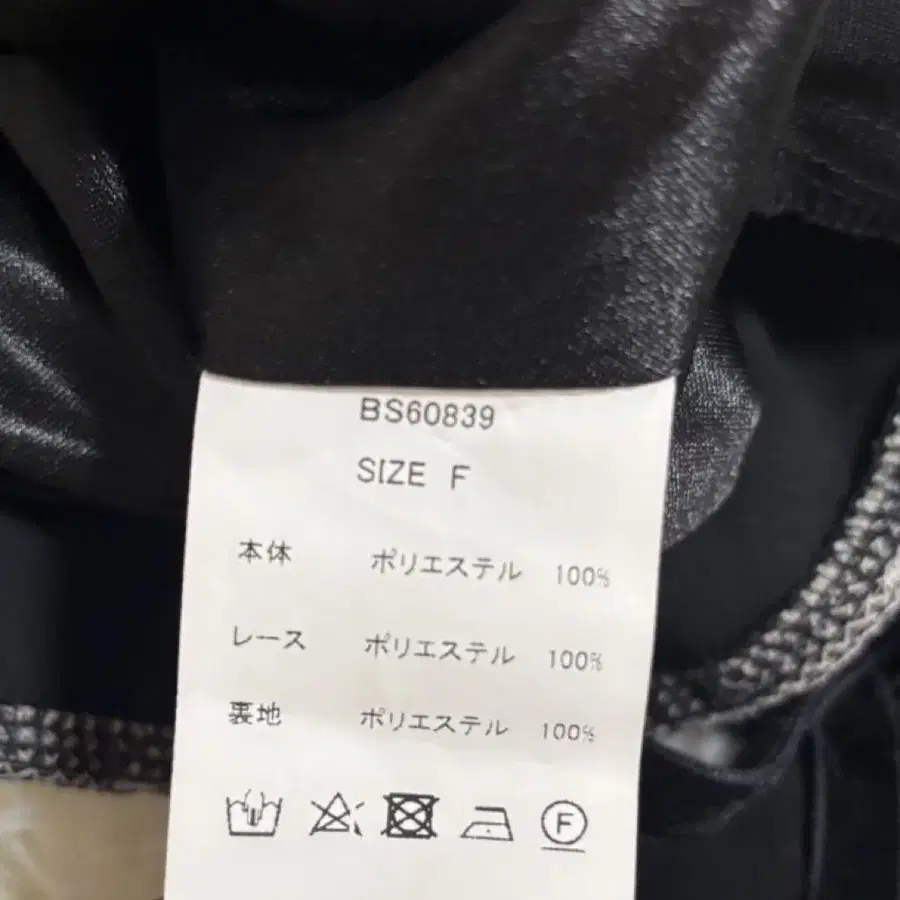 BS60839
SIZE F
本体 ポリエステル 100%
レース ポリエステル 100%
裏地 ポリエステル 100%
F